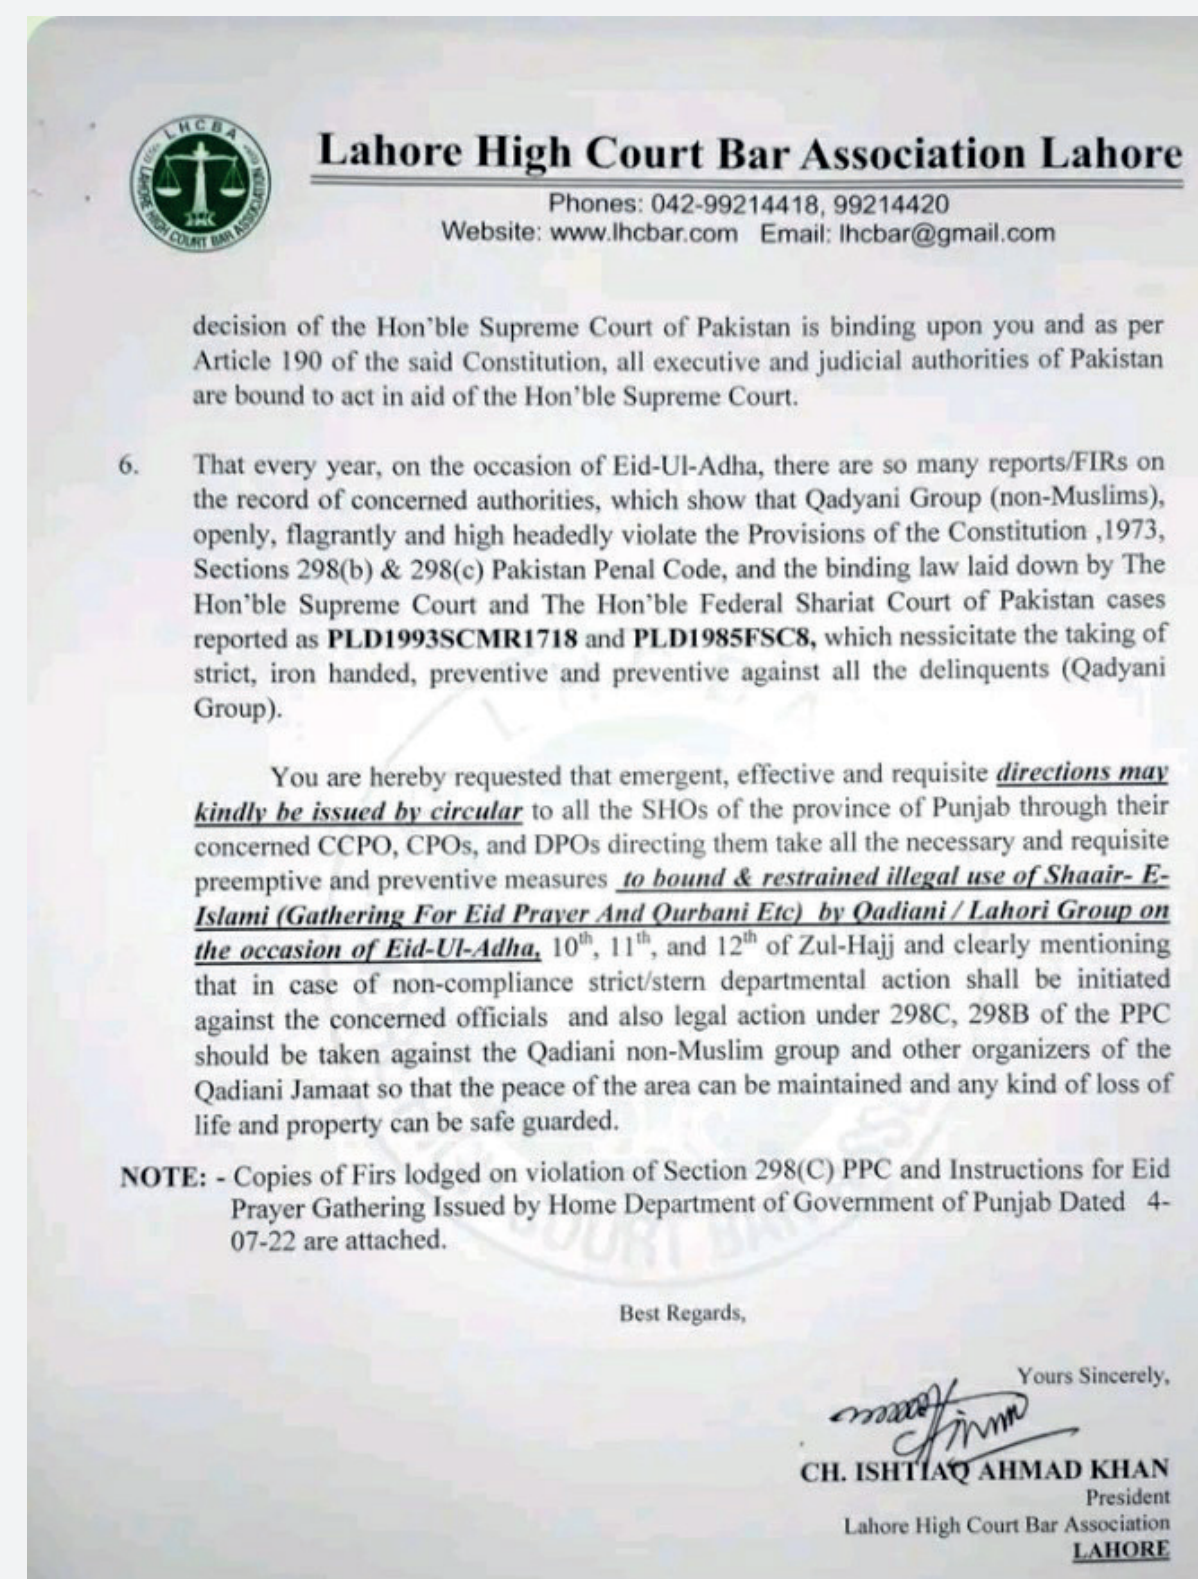 LHCBA
LAHORE HIGH COURT BAR ASSOCIATION
Lahore High Court Bar Association Lahore
Phones: 042-99214418, 99214420
Website: www.lhcbar.com Email: lhcbar@gmail.com
decision of the Hon'ble Supreme Court of Pakistan is binding upon you and as per
Article 190 of the said Constitution, all executive and judicial authorities of Pakistan
are bound to act in aid of the Hon'ble Supreme Court.
6. That every year, on the occasion of Eid-Ul-Adha, there are so many reports/FIRs on
the record of concerned authorities, which show that Qadyani Group (non-Muslims),
openly, flagrantly and high headedly violate the Provisions of the Constitution ,1973,
Sections 298(b) & 298(c) Pakistan Penal Code, and the binding law laid down by The
Hon'ble Supreme Court and The Hon'ble Federal Shariat Court of Pakistan cases
reported as PLD1993SCMR1718 and PLD1985FSC8, which nessicitate the taking of
strict, iron handed, preventive and preventive against all the delinquents (Qadyani
Group).
You are hereby requested that emergent, effective and requisite directions may
kindly be issued by circular to all the SHOs of the province of Punjab through their
concerned CCPO, CPOs, and DPOs directing them take all the necessary and requisite
preemptive and preventive measures to bound & restrained illegal use of Shaair- E-
Islami (Gathering For Eid Prayer And Qurbani Etc) by Qadiani / Lahori Group on
the occasion of Eid-Ul-Adha, 10th, 11th, and 12th of Zul-Hajj and clearly mentioning
that in case of non-compliance strict/stern departmental action shall be initiated
against the concerned officials and also legal action under 298C, 298B of the PPC
should be taken against the Qadiani non-Muslim group and other organizers of the
Qadiani Jamaat so that the peace of the area can be maintained and any kind of loss of
life and property can be safe guarded.
NOTE: - Copies of Firs lodged on violation of Section 298(C) PPC and Instructions for Eid
Prayer Gathering Issued by Home Department of Government of Punjab Dated 4-
07-22 are attached.
Best Regards,
Yours Sincerely,
CH. ISHTIAQ AHMAD KHAN
President
Lahore High Court Bar Association
LAHORE